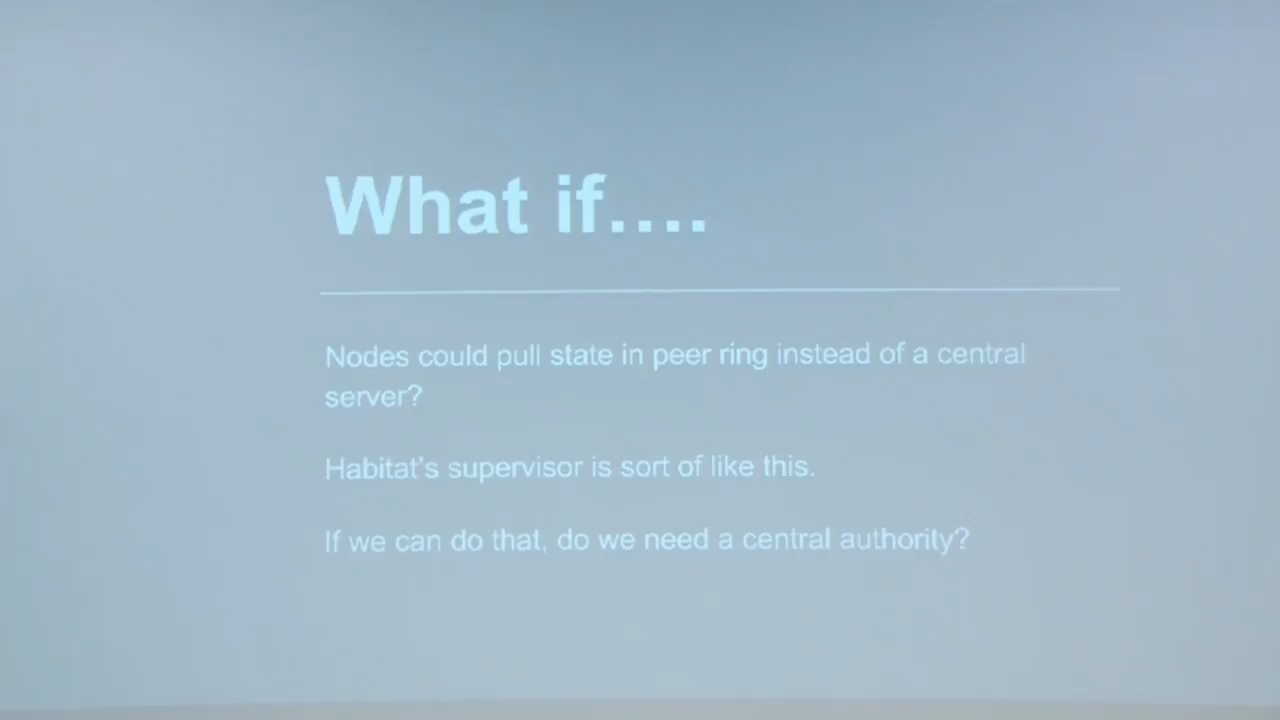 What if....
Nodes could pull state in peer ring instead of a central
server?
Habitat's supervisor is sort of like this.
If we can do that, do we need a central authority?